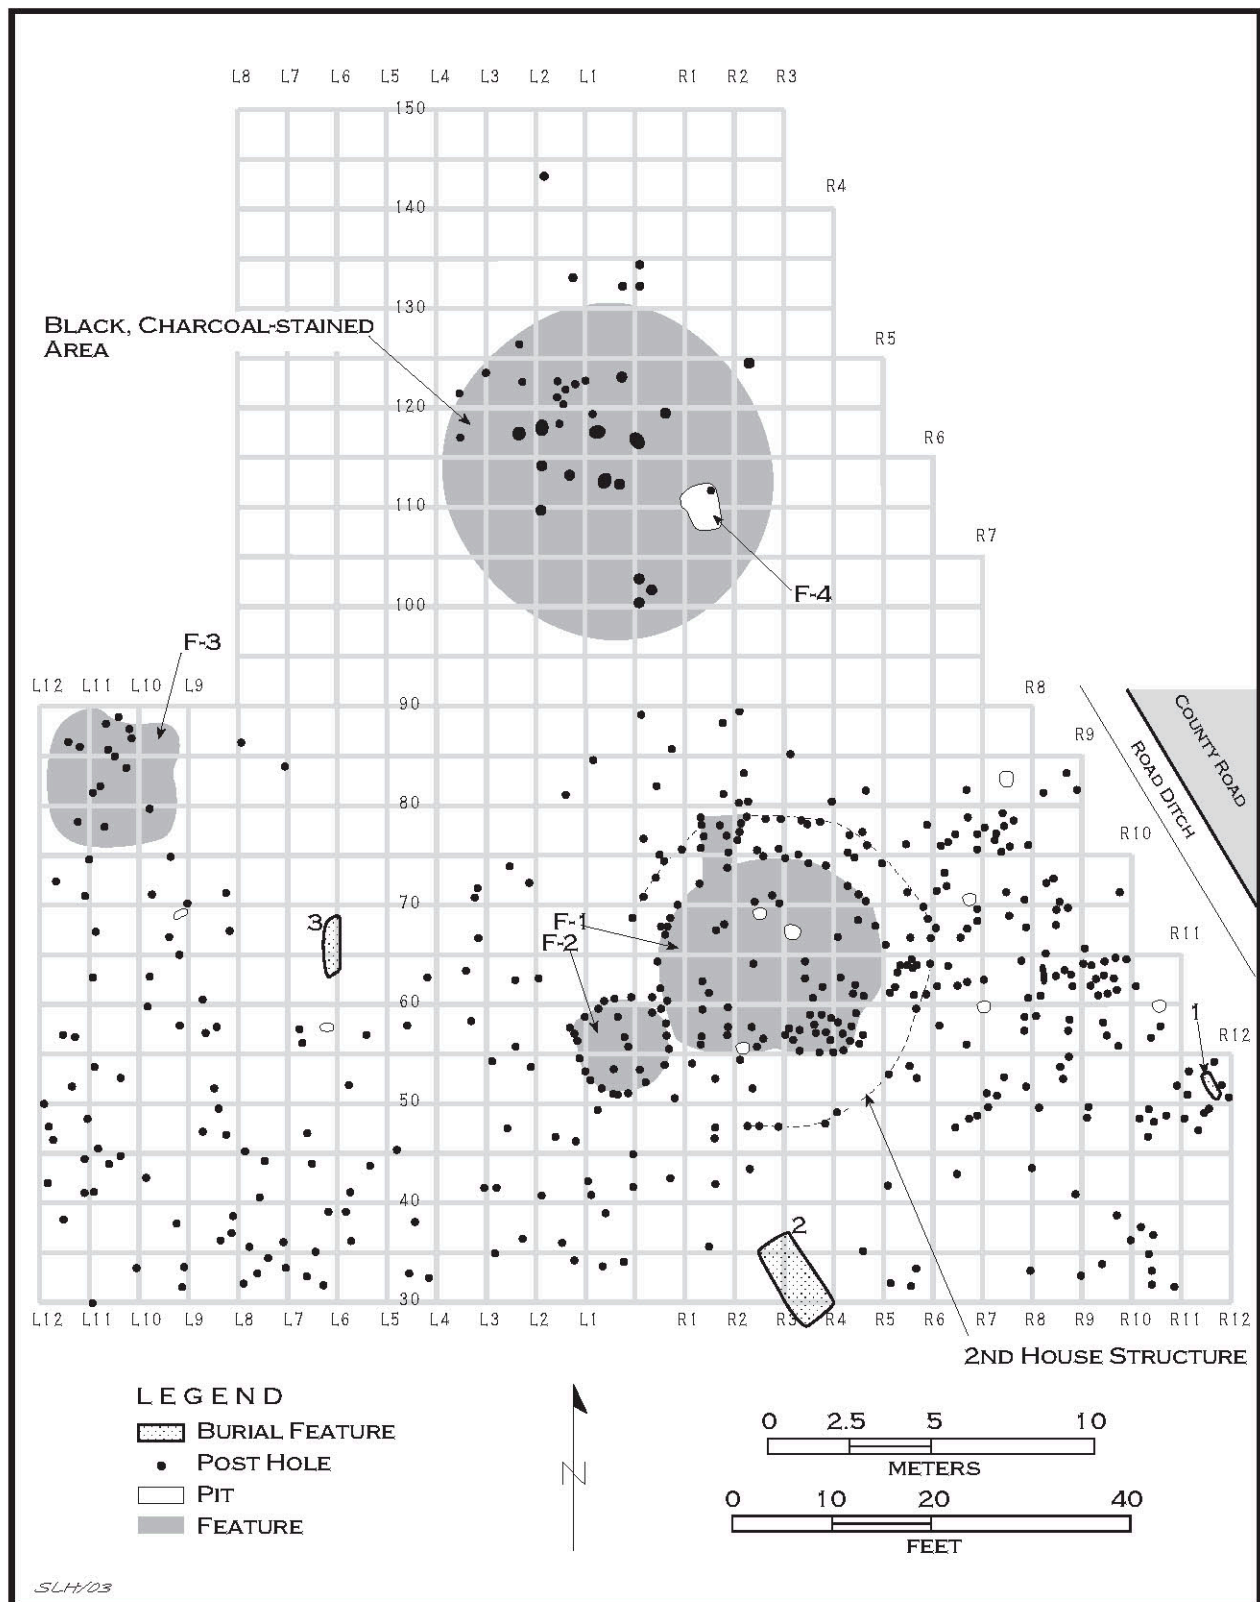 L8 L7 L6 L5 L4 L3 L2 L1 R1 R2 R3
150
R4
140
130
BLACK, CHARCOAL-STAINED
AREA
R5
120
R6
110
R7
F-4
100
F-3
L12 L11 L10 L9
90
R8
COUNTY ROAD
R9
ROAD DITCH
80
R10
70
3
F-1
R11
F-2
60
1
R12
50
40
2
30
L12 L11 L10 L9 L8 L7 L6 L5 L4 L3 L2 L1 R1 R2 R3 R4 R5 R6 R7 R8 R9 R10 R11 R12
2ND HOUSE STRUCTURE
LEGEND
BURIAL FEATURE
POST HOLE
PIT
FEATURE
N
0 2.5 5 10
METERS
0 10 20 40
FEET
SLH/03